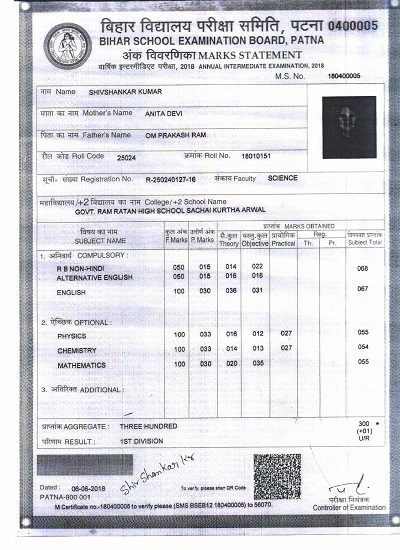 बिहार विद्यालय परीक्षा समिति, पटना 0400005
BIHAR SCHOOL EXAMINATION BOARD, PATNA
अंक विवरणिका MARKS STATEMENT
वार्षिक इन्टरमीडिएट परीक्षा, 2018 ANNUAL INTERMEDIATE EXAMINATION, 2018
M.S. No. 180400005
नाम Name SHIVSHANKAR KUMAR
माता का नाम Mother's Name ANITA DEVI
पिता का नाम Father's Name OM PRAKASH RAM
रौल कोड Roll Code 25024 क्रमांक Roll No. 18010151
सूची० संख्या Registration No. R-250240127-16 संकाय Faculty SCIENCE
महाविद्यालय/+2 विद्यालय का नाम College/+2 School Name
GOVT. RAM RATAN HIGH SCHOOL SACHAI KURTHA ARWAL
प्राप्तांक MARKS OBTAINED
विषय का नाम कुल अंक उत्तीर्ण अंक प्रायोगिक Reg.
SUBJECT NAME F.Marks P.Marks Theory Objective Practical Th. Pr. Subject Total
1. अनिवार्य COMPULSORY :
R B NON-HINDI 050 015 014 022 068
ALTERNATIVE ENGLISH 050 015 016 016
ENGLISH 100 030 036 031 067
2. ऐच्छिक OPTIONAL :
PHYSICS 100 033 016 012 027 055
CHEMISTRY 100 033 014 013 027 054
MATHEMATICS 100 030 020 035 055
3. अतिरिक्त ADDITIONAL :
प्राप्तांक AGGREGATE : THREE HUNDRED 300 *
(+01)
परिणाम RESULT : 1ST DIVISION U/R
Shiv Shankar Kr
Dated : 06-06-2018
PATNA-800 001
To verify, please shan QR Code
परीक्षा नियंत्रक
Controller of Examination
M Certificate no.-180400005 to verify please (SMS BSEB12 180400005) to 56070.